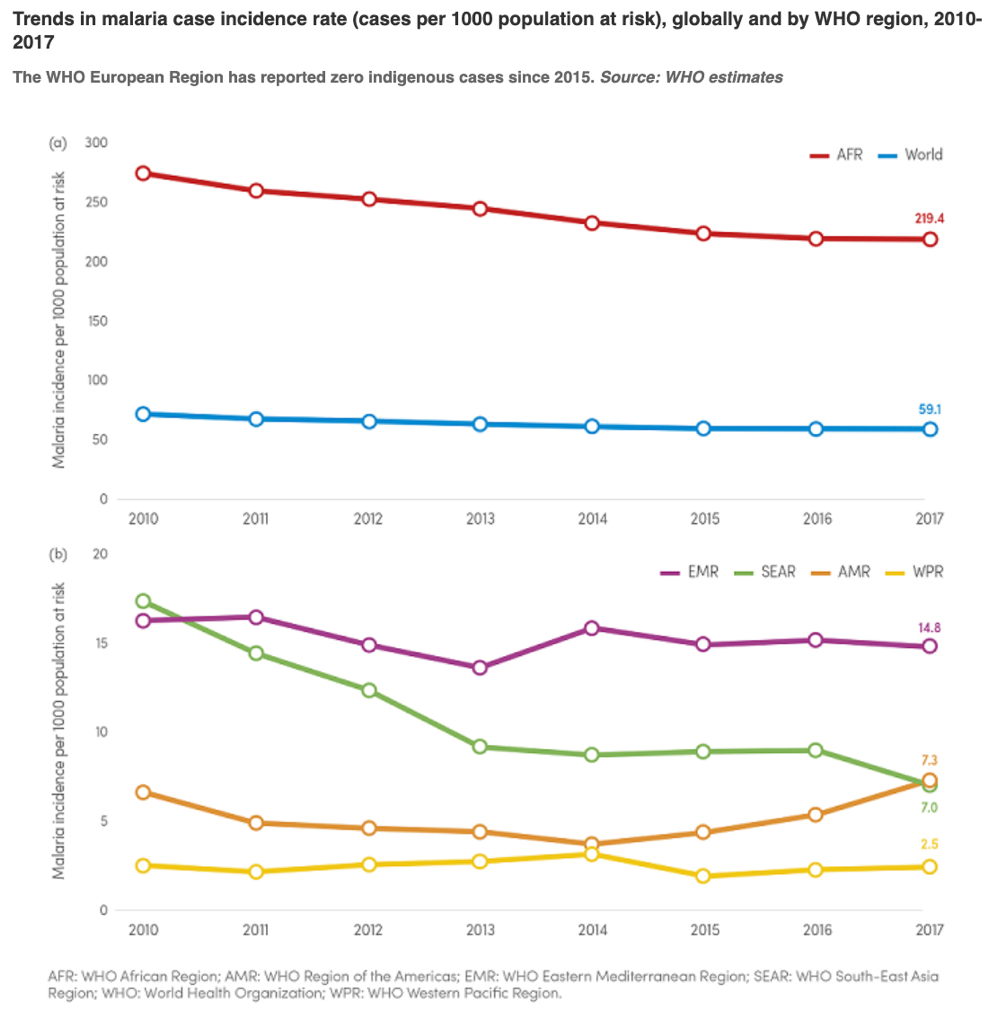 Trends in malaria case incidence rate (cases per 1000 population at risk), globally and by WHO region, 2010-
2017
The WHO European Region has reported zero indigenous cases since 2015. Source: WHO estimates
(a)
Malaria incidence per 1000 population at risk
300
250
200
150
100
50
0
AFR World
219.4
59.1
2010 2011 2012 2013 2014 2015 2016 2017
(b)
Malaria incidence per 1000 population at risk
20
15
10
5
0
EMR SEAR AMR WPR
14.8
7.3
7.0
2.5
2010 2011 2012 2013 2014 2015 2016 2017
AFR: WHO African Region; AMR: WHO Region of the Americas; EMR: WHO Eastern Mediterranean Region; SEAR: WHO South-East Asia
Region; WHO: World Health Organization; WPR: WHO Western Pacific Region.